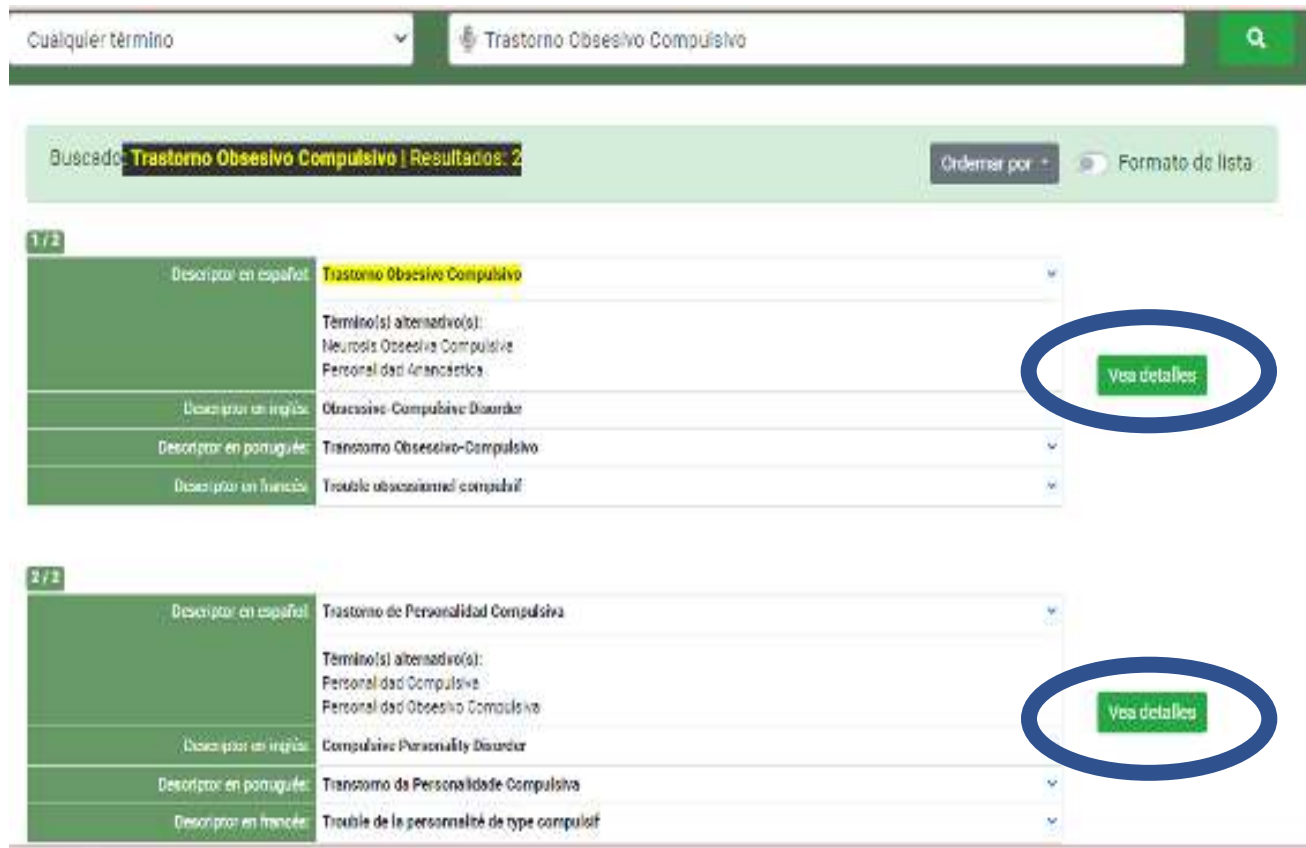 Cualquier término
Trastorno Obsesivo Compulsivo
Buscado: Trastorno Obsesivo Compulsivo | Resultados: 2
Ordernar por
Formato de lista
1 / 2
Descriptor en español: Trastorno Obsesivo Compulsivo
Término(s) alternativo(s):
Neurosis Obsesiva Compulsiva
Personalidad Anancástica
Vea detalles
Descriptor en inglés: Obsessive-Compulsive Disorder
Descriptor en portugués: Transtorno Obsessivo-Compulsivo
Descriptor en francés: Trouble obsessionnel compulsif
2 / 2
Descriptor en español: Trastorno de Personalidad Compulsiva
Término(s) alternativo(s):
Personalidad Compulsiva
Personalidad Obsesivo Compulsiva
Vea detalles
Descriptor en inglés: Compulsive Personality Disorder
Descriptor en portugués: Transtorno da Personalidade Compulsiva
Descriptor en francés: Trouble de la personnalité de type compulsif